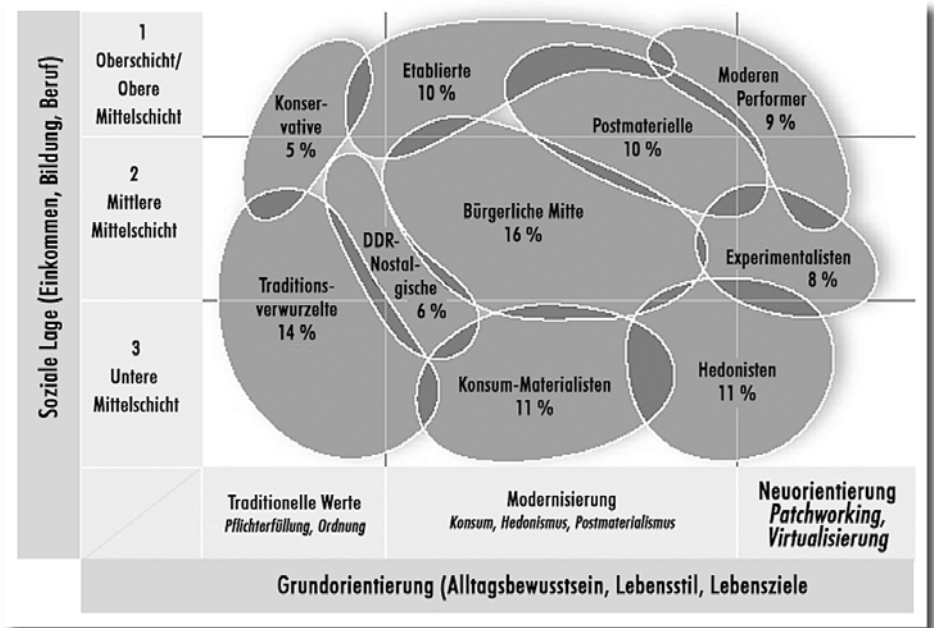 Soziale Lage (Einkommen, Bildung, Beruf)
1
Oberschicht/
Obere
Mittelschicht
2
Mittlere
Mittelschicht
3
Untere
Mittelschicht
Konser-
vative
5 %
Etablierte
10 %
Postmaterielle
10 %
Moderen
Performer
9 %
Bürgerliche Mitte
16 %
DDR-
Nostal-
gische
6 %
Traditions-
verwurzelte
14 %
Experimentalisten
8 %
Konsum-Materialisten
11 %
Hedonisten
11 %
Traditionelle Werte
Pflichterfüllung, Ordnung
Modernisierung
Konsum, Hedonismus, Postmaterialismus
Neuorientierung
Patchworking,
Virtualisierung
Grundorientierung (Alltagsbewusstsein, Lebensstil, Lebensziele